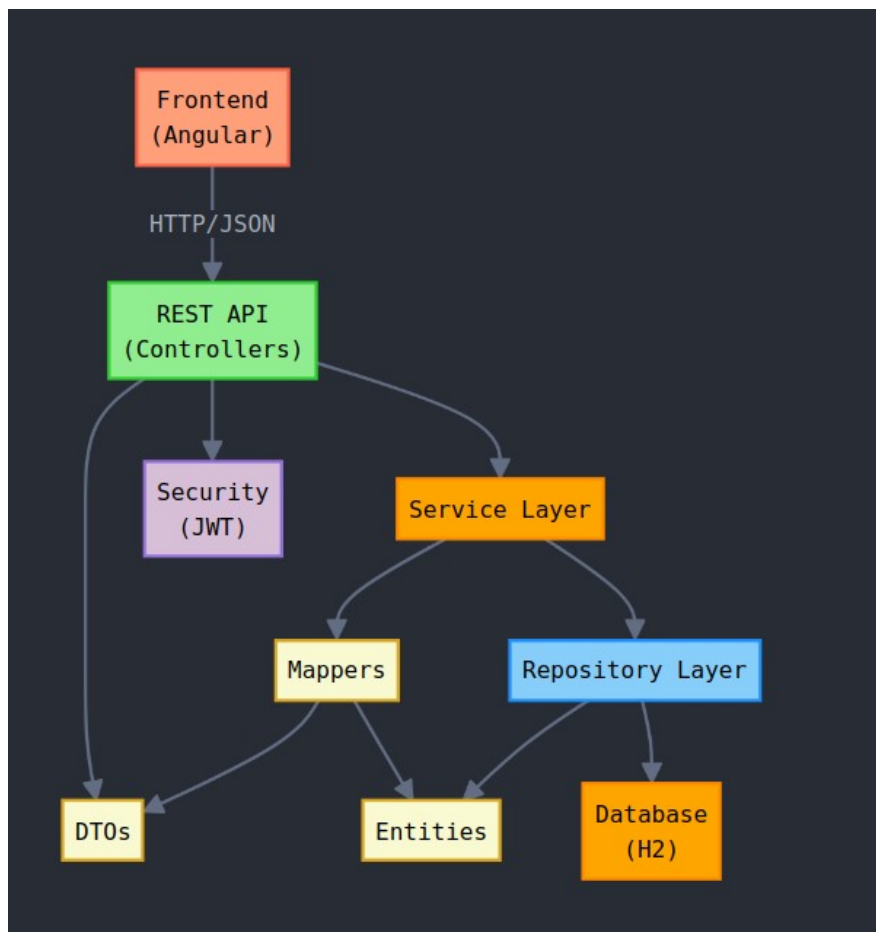 Frontend
(Angular)
HTTP/JSON
REST API
(Controllers)
Security
(JWT)
Service Layer
Mappers
Repository Layer
DTOs
Entities
Database
(H2)